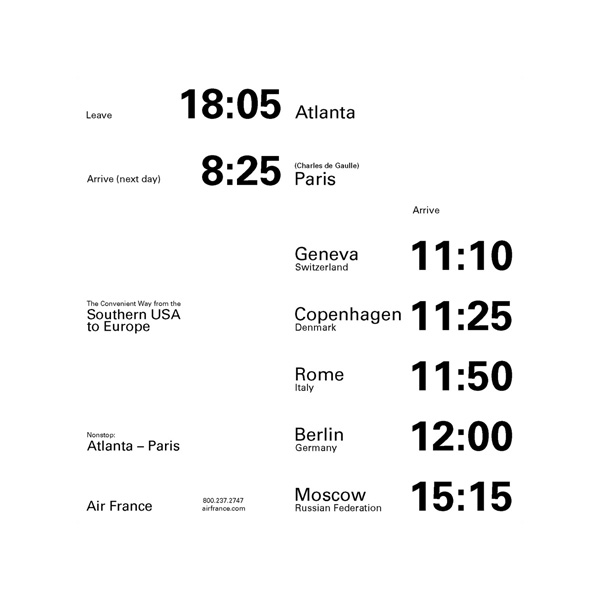 Leave 18:05 Atlanta
Arrive (next day) 8:25 (Charles de Gaulle)
Paris
Arrive
Geneva 11:10
Switzerland
The Convenient Way from the
Southern USA
to Europe
Copenhagen 11:25
Denmark
Rome 11:50
Italy
Nonstop:
Atlanta – Paris
Berlin 12:00
Germany
Air France
800.237.2747
airfrance.com
Moscow 15:15
Russian Federation